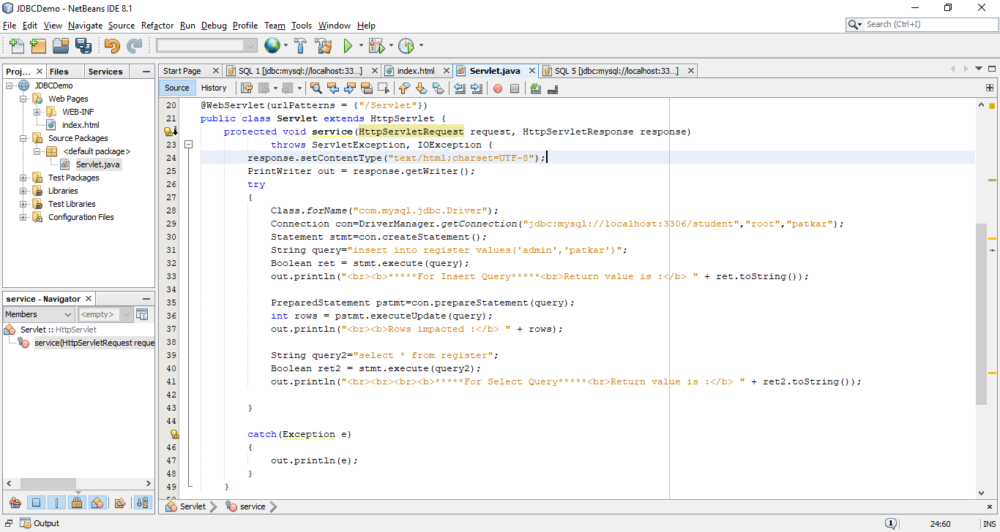 JDBCDemo - NetBeans IDE 8.1
File Edit View Navigate Source Refactor Run Debug Profile Team Tools Window Help
Search (Ctrl+I)
Proj... Files Services
Start Page SQL 1 [jdbc:mysql://localhost:33...] index.html Servlet.java SQL 5 [jdbc:mysql://localhost:33...]
Source History
JDBCDemo
Web Pages
WEB-INF
index.html
Source Packages
<default package>
Servlet.java
Test Packages
Libraries
Test Libraries
Configuration Files
service - Navigator
Members <empty>
Servlet :: HttpServlet
service(HttpServletRequest reque
20 @WebServlet(urlPatterns = {"/Servlet"})
21 public class Servlet extends HttpServlet {
protected void service(HttpServletRequest request, HttpServletResponse response)
23 throws ServletException, IOException {
24 response.setContentType("text/html;charset=UTF-8");
25 PrintWriter out = response.getWriter();
26 try
27 {
28 Class.forName("com.mysql.jdbc.Driver");
29 Connection con=DriverManager.getConnection("jdbc:mysql://localhost:3306/student","root","patkar");
30 Statement stmt=con.createStatement();
31 String query="insert into register values('admin','patkar')";
32 Boolean ret = stmt.execute(query);
33 out.println("<br><b>*****For Insert Query*****<br>Return value is :</b> " + ret.toString());
34
35 PreparedStatement pstmt=con.prepareStatement(query);
36 int rows = pstmt.executeUpdate(query);
37 out.println("<br><b>Rows impacted :</b> " + rows);
38
39 String query2="select * from register";
40 Boolean ret2 = stmt.execute(query2);
41 out.println("<br><br><br><b>*****For Select Query*****<br>Return value is :</b> " + ret2.toString());
42
43 }
44
catch(Exception e)
46 {
47 out.println(e);
48 }
49 }
Servlet service
Output
1 24:60 INS